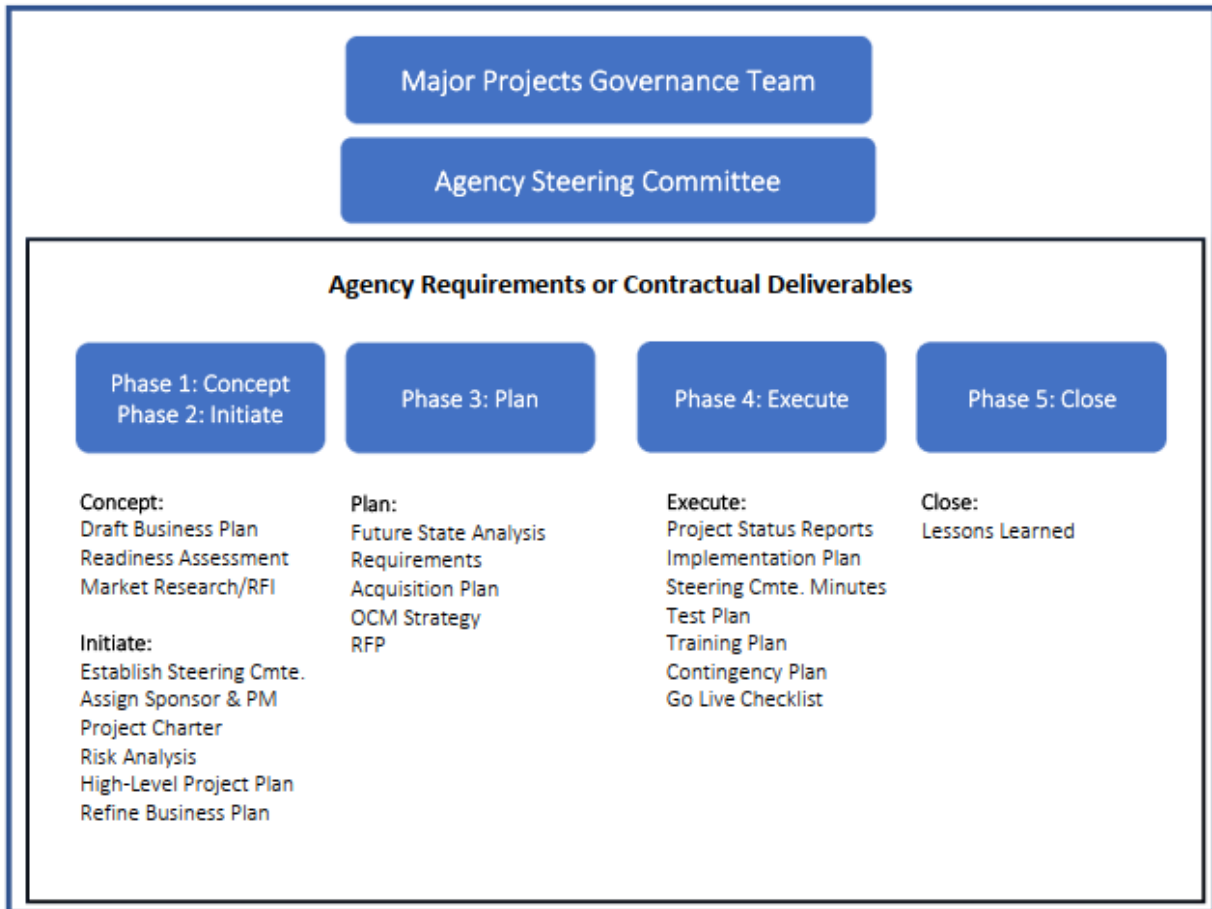 Major Projects Governance Team
Agency Steering Committee
Agency Requirements or Contractual Deliverables
Phase 1: Concept
Phase 2: Initiate
Phase 3: Plan
Phase 4: Execute
Phase 5: Close
Concept:
Draft Business Plan
Readiness Assessment
Market Research/RFI
Initiate:
Establish Steering Cmte.
Assign Sponsor & PM
Project Charter
Risk Analysis
High-Level Project Plan
Refine Business Plan
Plan:
Future State Analysis
Requirements
Acquisition Plan
OCM Strategy
RFP
Execute:
Project Status Reports
Implementation Plan
Steering Cmte. Minutes
Test Plan
Training Plan
Contingency Plan
Go Live Checklist
Close:
Lessons Learned